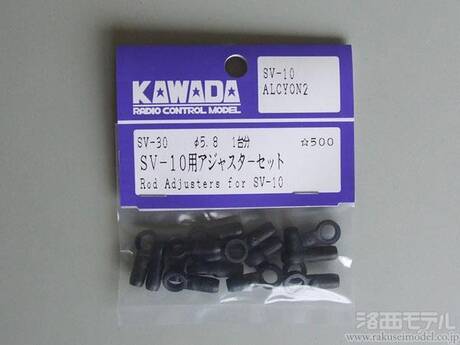 KAWADA
RADIO CONTROL MODEL
SV-10
ALCYON2
SV-30 φ5.8 1台分 ☆500
SV-10用アジャスターセット
Rod Adjusters for SV-10
洛西モデル
www.rakuseimodel.co.jp